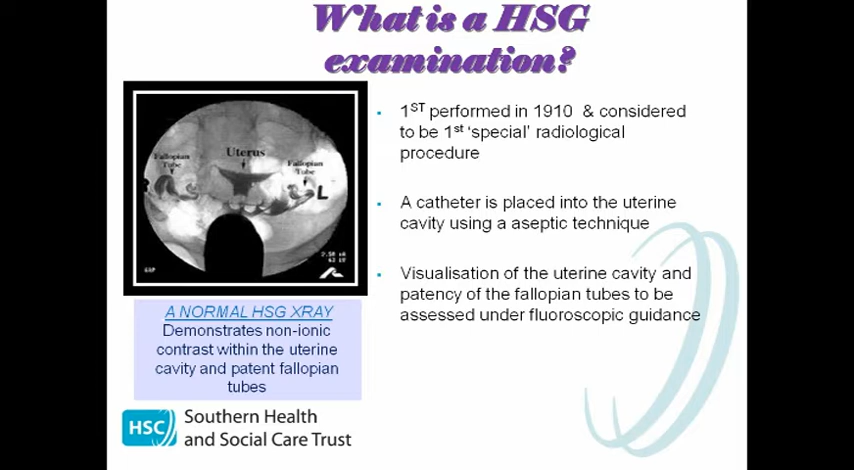 What is a HSG
examination?
Fallopian
Tube
Uterus
Fallopian
Tube
R
L
63 kV
A NORMAL HSG XRAY
Demonstrates non-ionic
contrast within the uterine
cavity and patent fallopian
tubes
1ST performed in 1910 & considered
to be 1st 'special' radiological
procedure
A catheter is placed into the uterine
cavity using a aseptic technique
Visualisation of the uterine cavity and
patency of the fallopian tubes to be
assessed under fluoroscopic guidance
HSC
Southern Health
and Social Care Trust